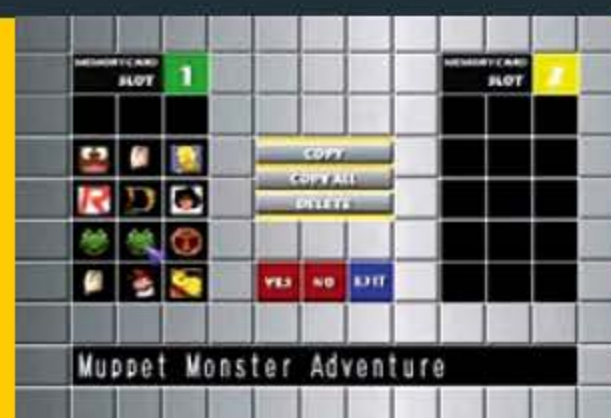 MEMORY CARD
SLOT 1
MEMORY CARD
SLOT 2
COPY
COPY ALL
DELETE
YES NO EXIT
Muppet Monster Adventure